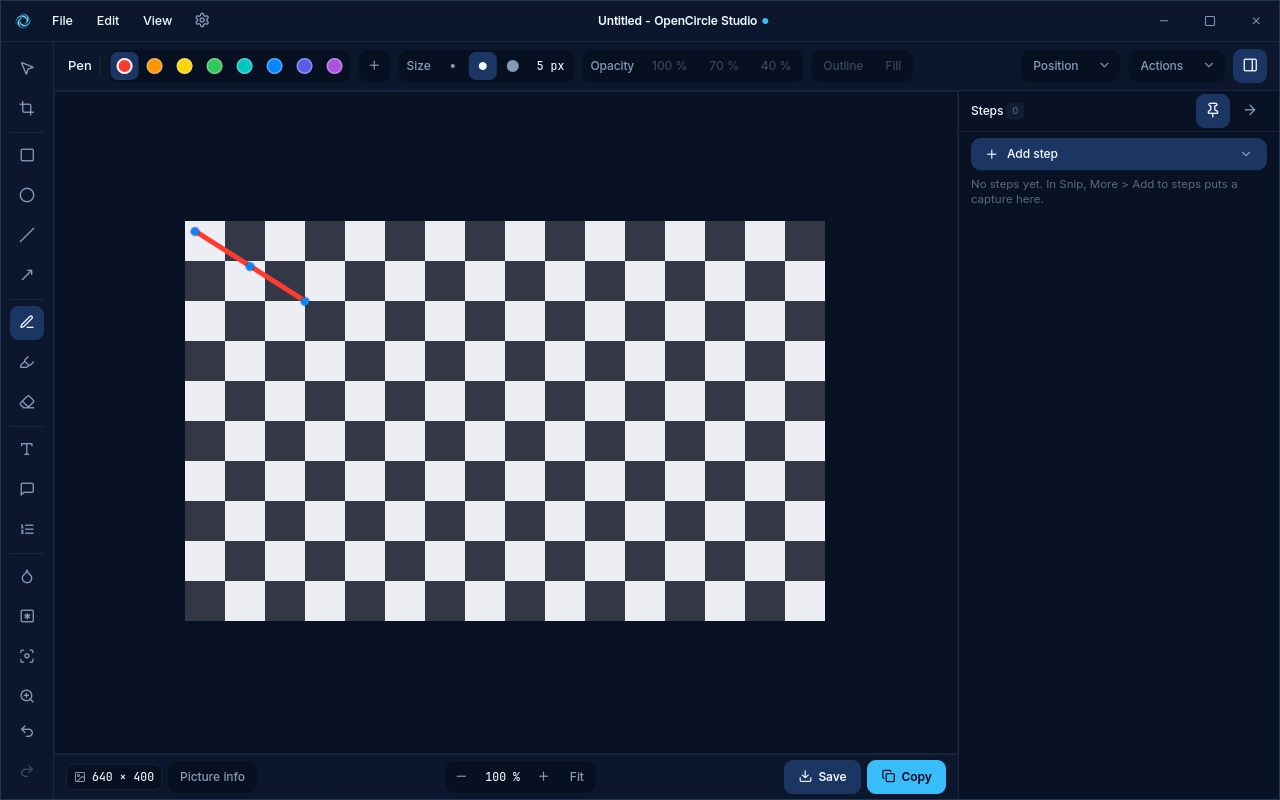 File Edit View Untitled - OpenCircle Studio
Pen Size 5 px Opacity 100 % 70 % 40 % Outline Fill Position Actions
Steps 0
Add step
No steps yet. In Snip, More > Add to steps puts a
capture here.
640 × 400 Picture info 100 % Fit Save Copy